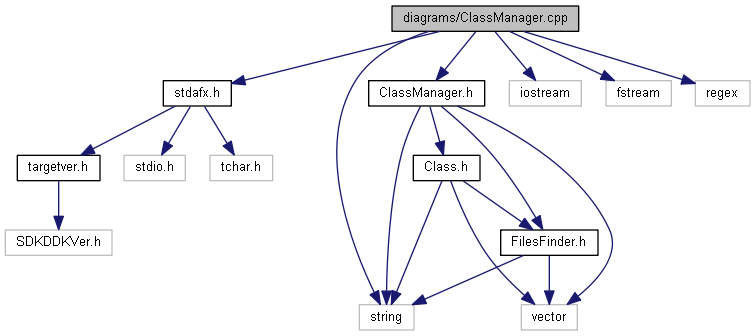 diagrams/ClassManager.cpp
stdafx.h
ClassManager.h
iostream
fstream
regex
targetver.h
stdio.h
tchar.h
Class.h
SDKDDKVer.h
FilesFinder.h
string
vector